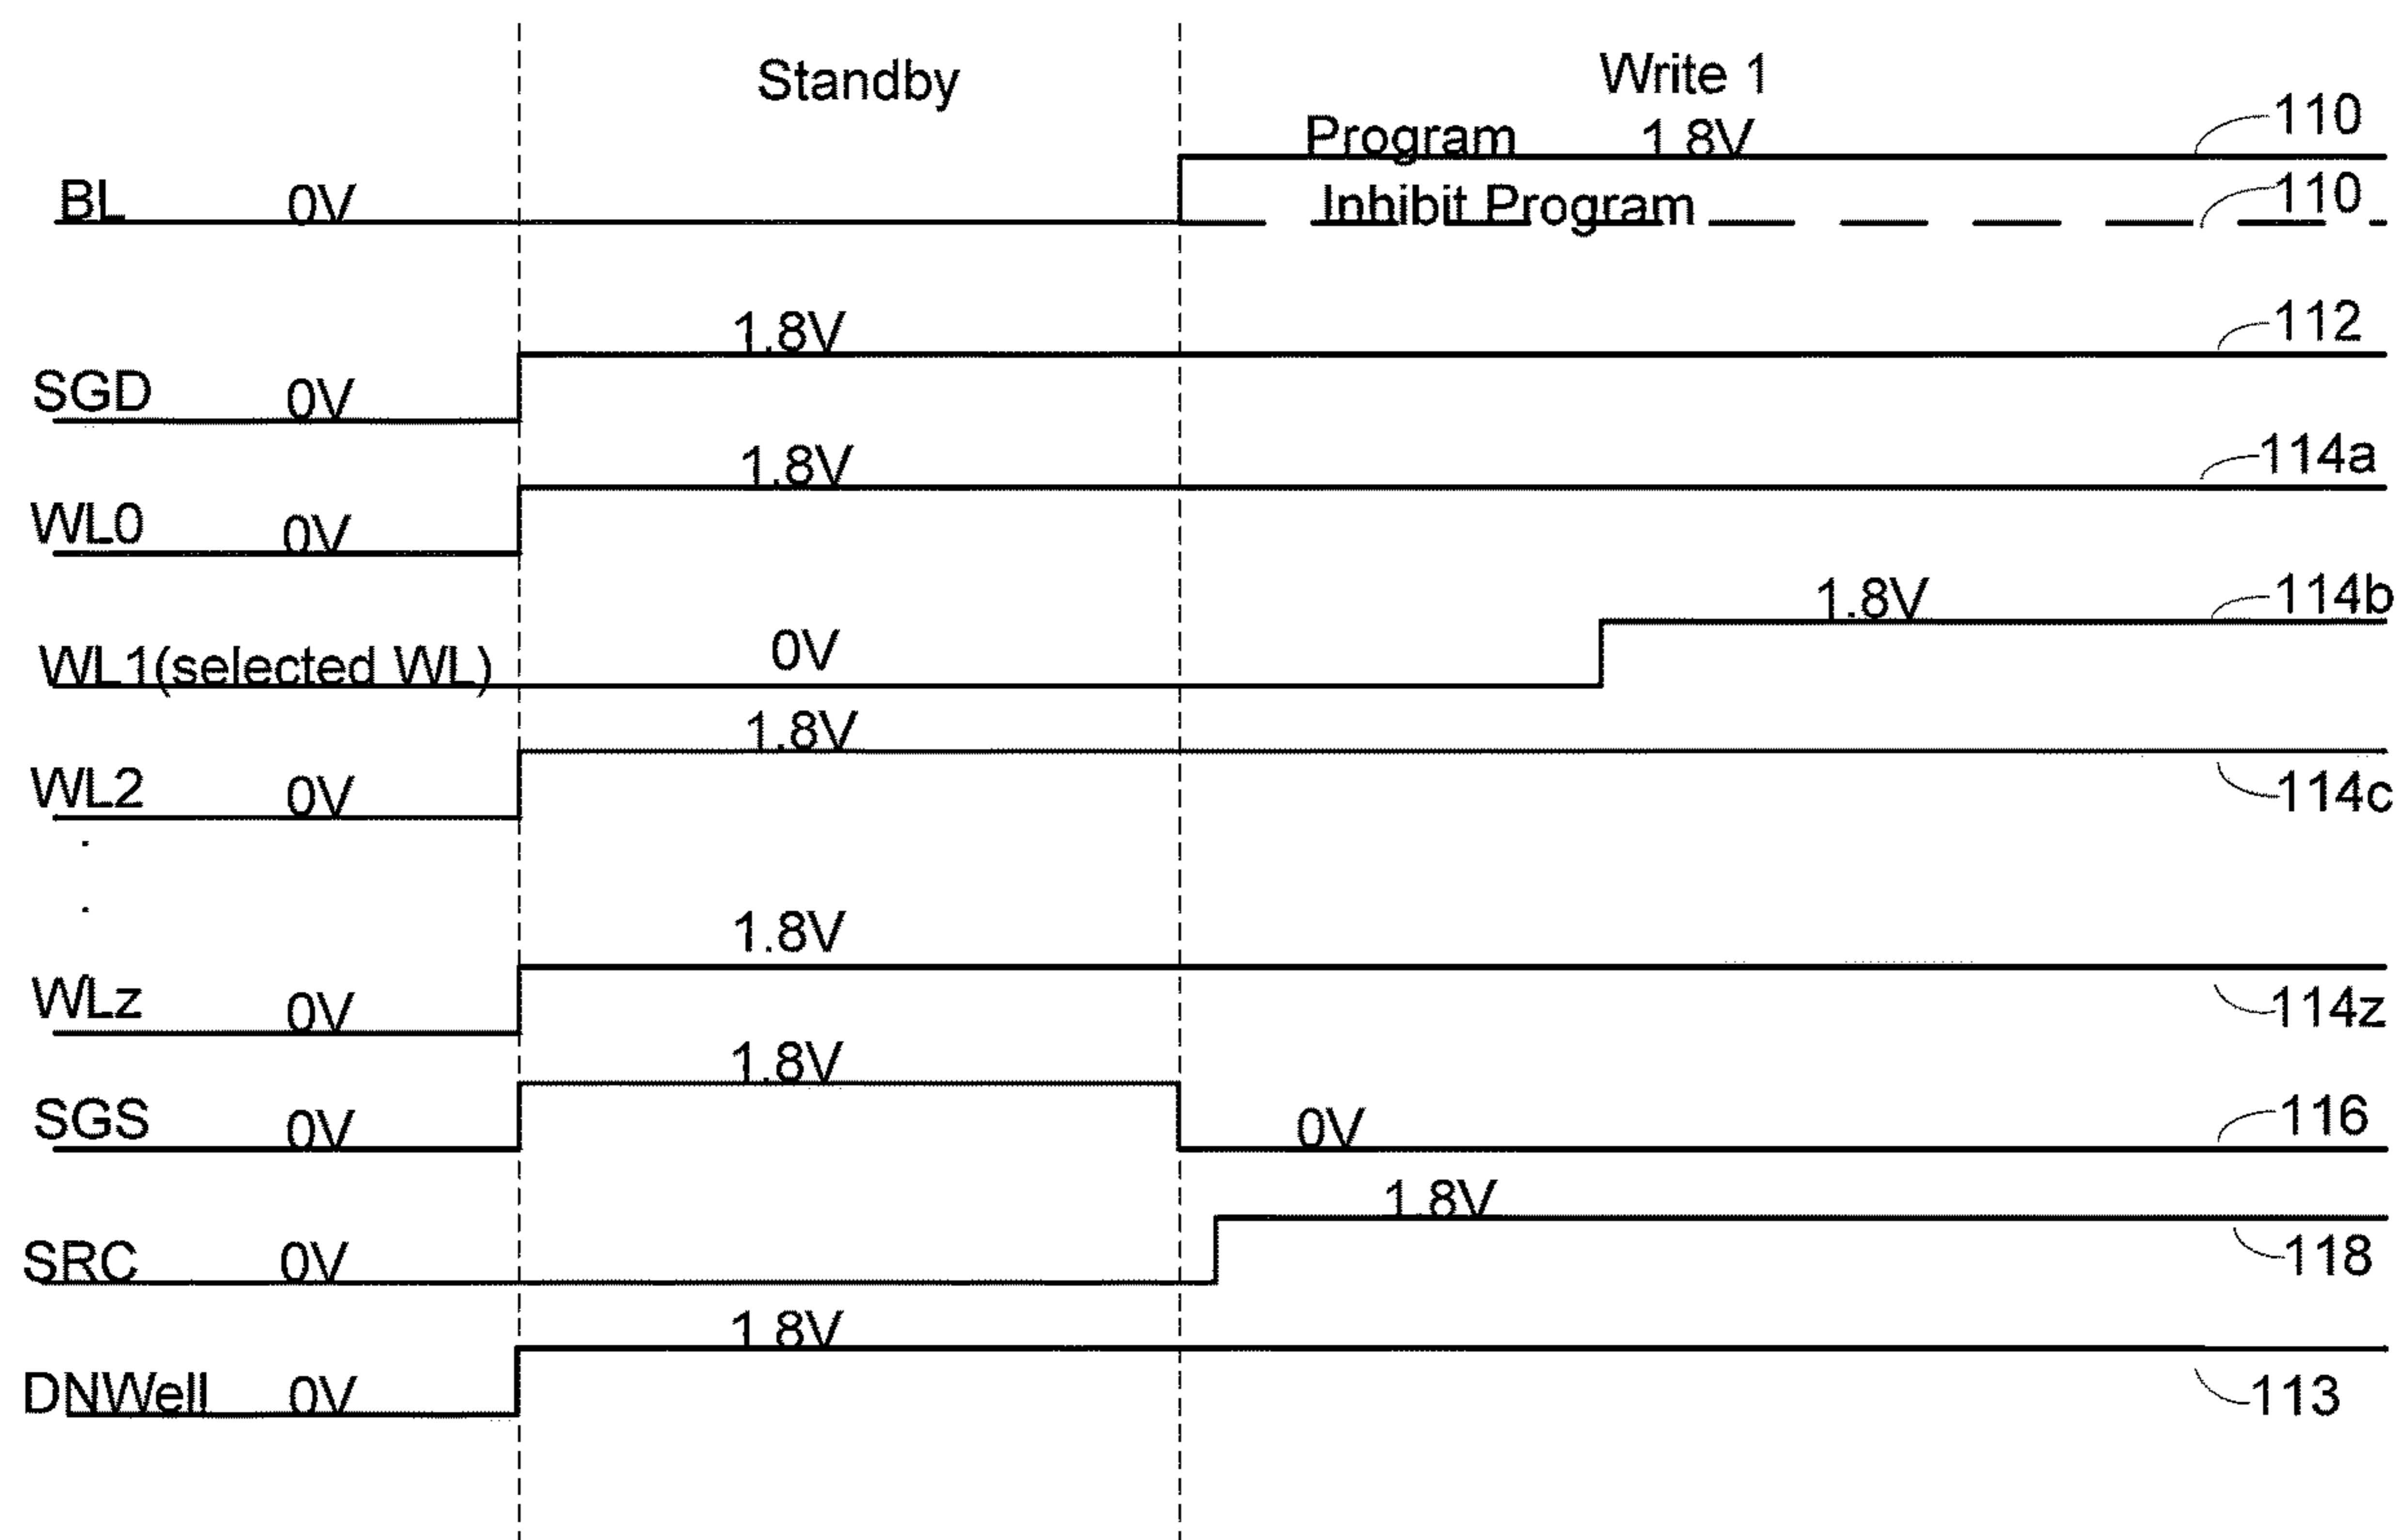 Standby
Write 1
Program 1.8V 110
BL 0V Inhibit Program 110
1.8V 112
SGD 0V
1.8V 114a
WL0 0V
1.8V 114b
WL1(selected WL) 0V
1.8V
WL2 0V 114c
.
.
1.8V
WLz 0V 114z
1.8V
SGS 0V 0V 116
1.8V
SRC 0V 118
1.8V
DNWell 0V 113